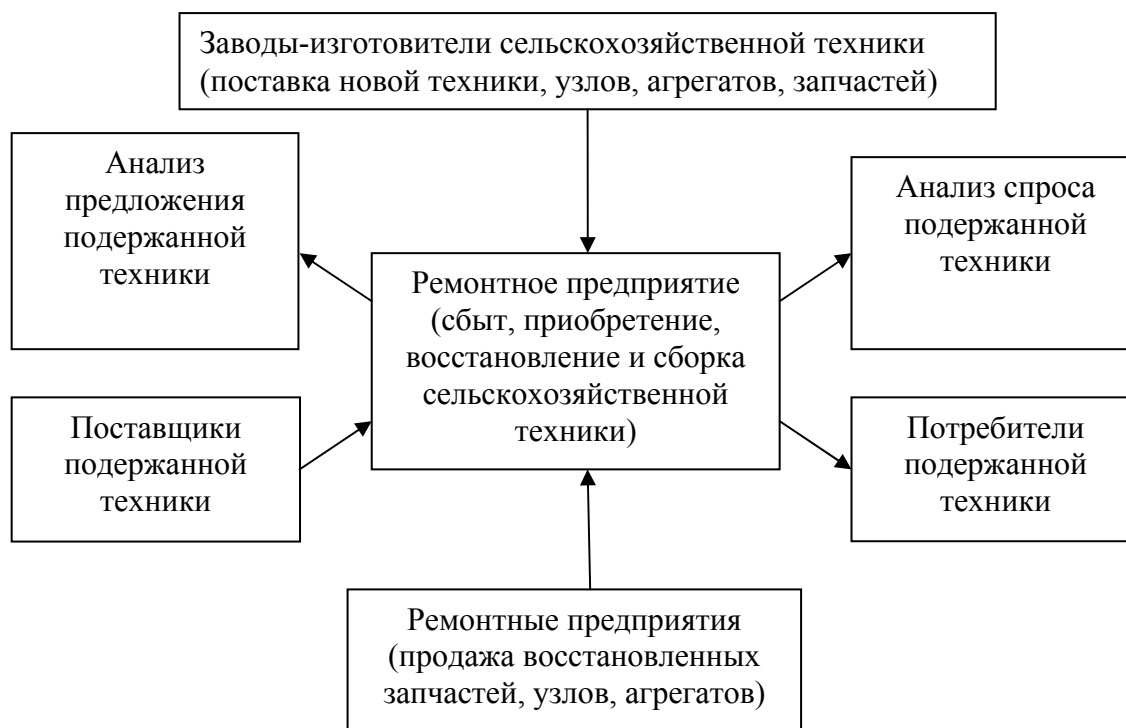 Заводы-изготовители сельскохозяйственной техники
(поставка новой техники, узлов, агрегатов, запчастей)
Анализ
предложения
подержанной
техники
Анализ спроса
подержанной
техники
Ремонтное предприятие
(сбыт, приобретение,
восстановление и сборка
сельскохозяйственной
техники)
Поставщики
подержанной
техники
Потребители
подержанной
техники
Ремонтные предприятия
(продажа восстановленных
запчастей, узлов, агрегатов)